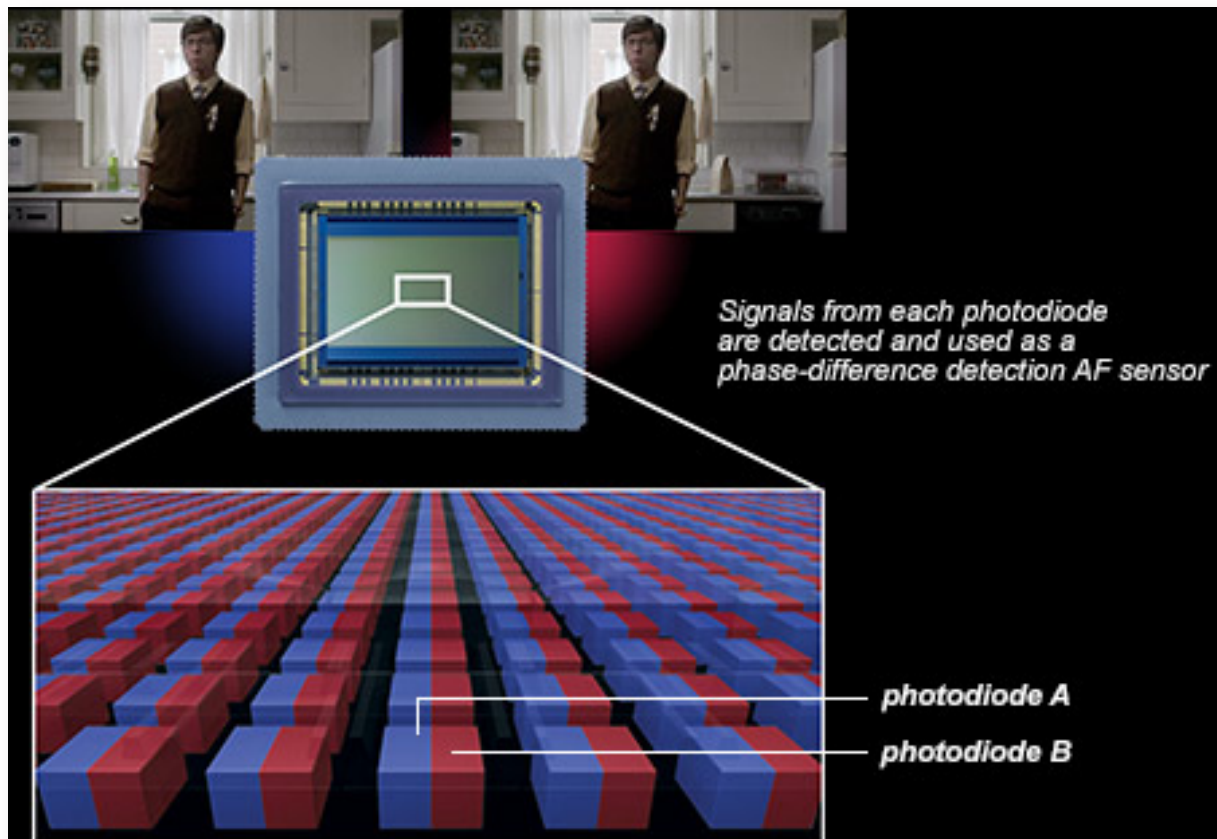 Signals from each photodiode
are detected and used as a
phase-difference detection AF sensor
photodiode A
photodiode B